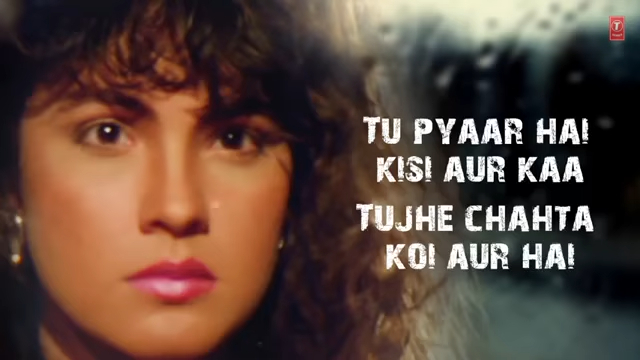 TU PYAAR HAI
KISI AUR KAA
TUJHE CHAHTA
KOI AUR HAI